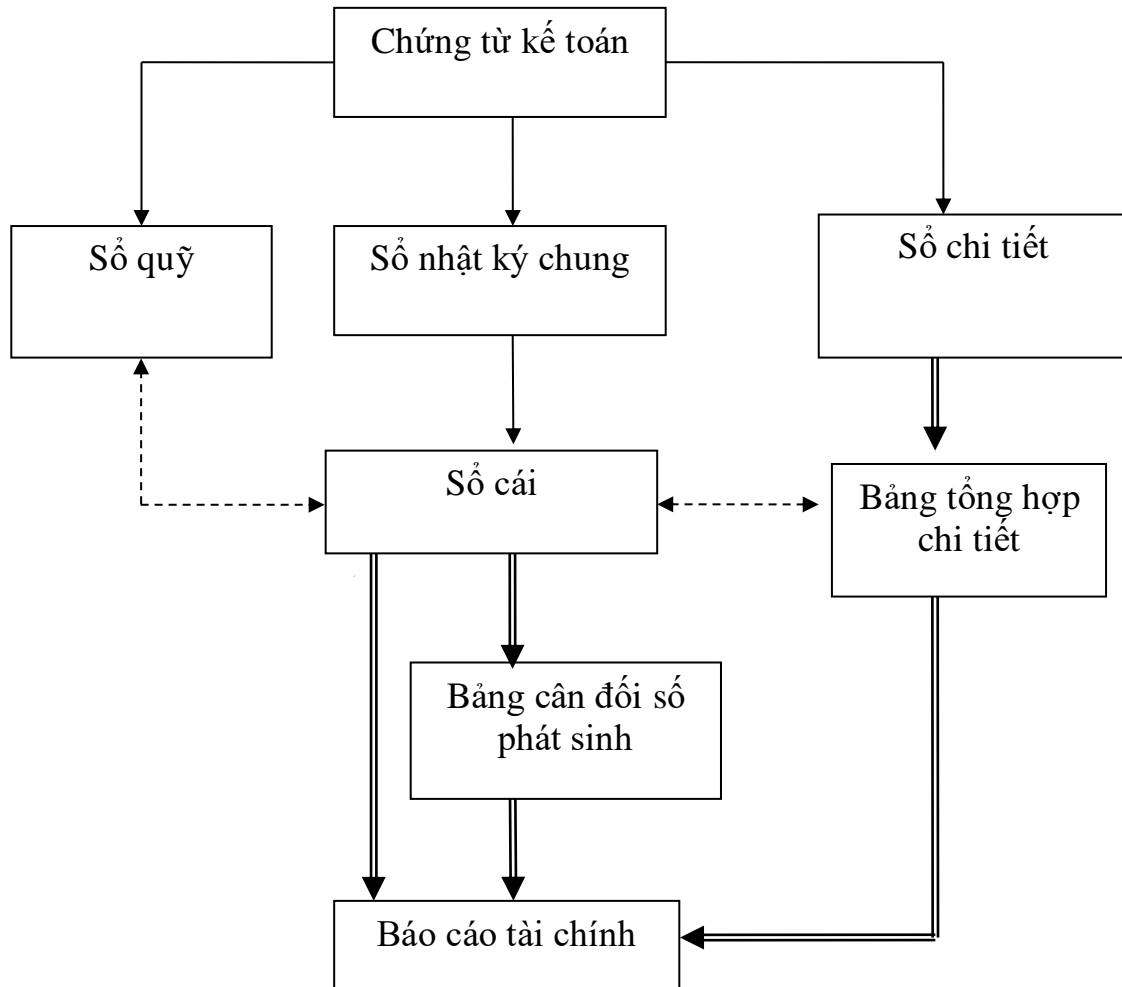 Chứng từ kế toán
Sổ quỹ
Sổ nhật ký chung
Sổ chi tiết
Sổ cái
Bảng tổng hợp
chi tiết
Bảng cân đối số
phát sinh
Báo cáo tài chính